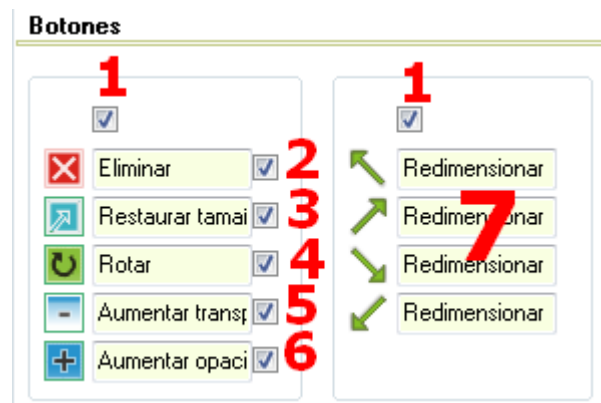 Botones
1
1
Eliminar 2
Restaurar tamai 3
Rotar 4
Aumentar transp 5
Aumentar opaci 6
Redimensionar
Redimensionar
7
Redimensionar
Redimensionar